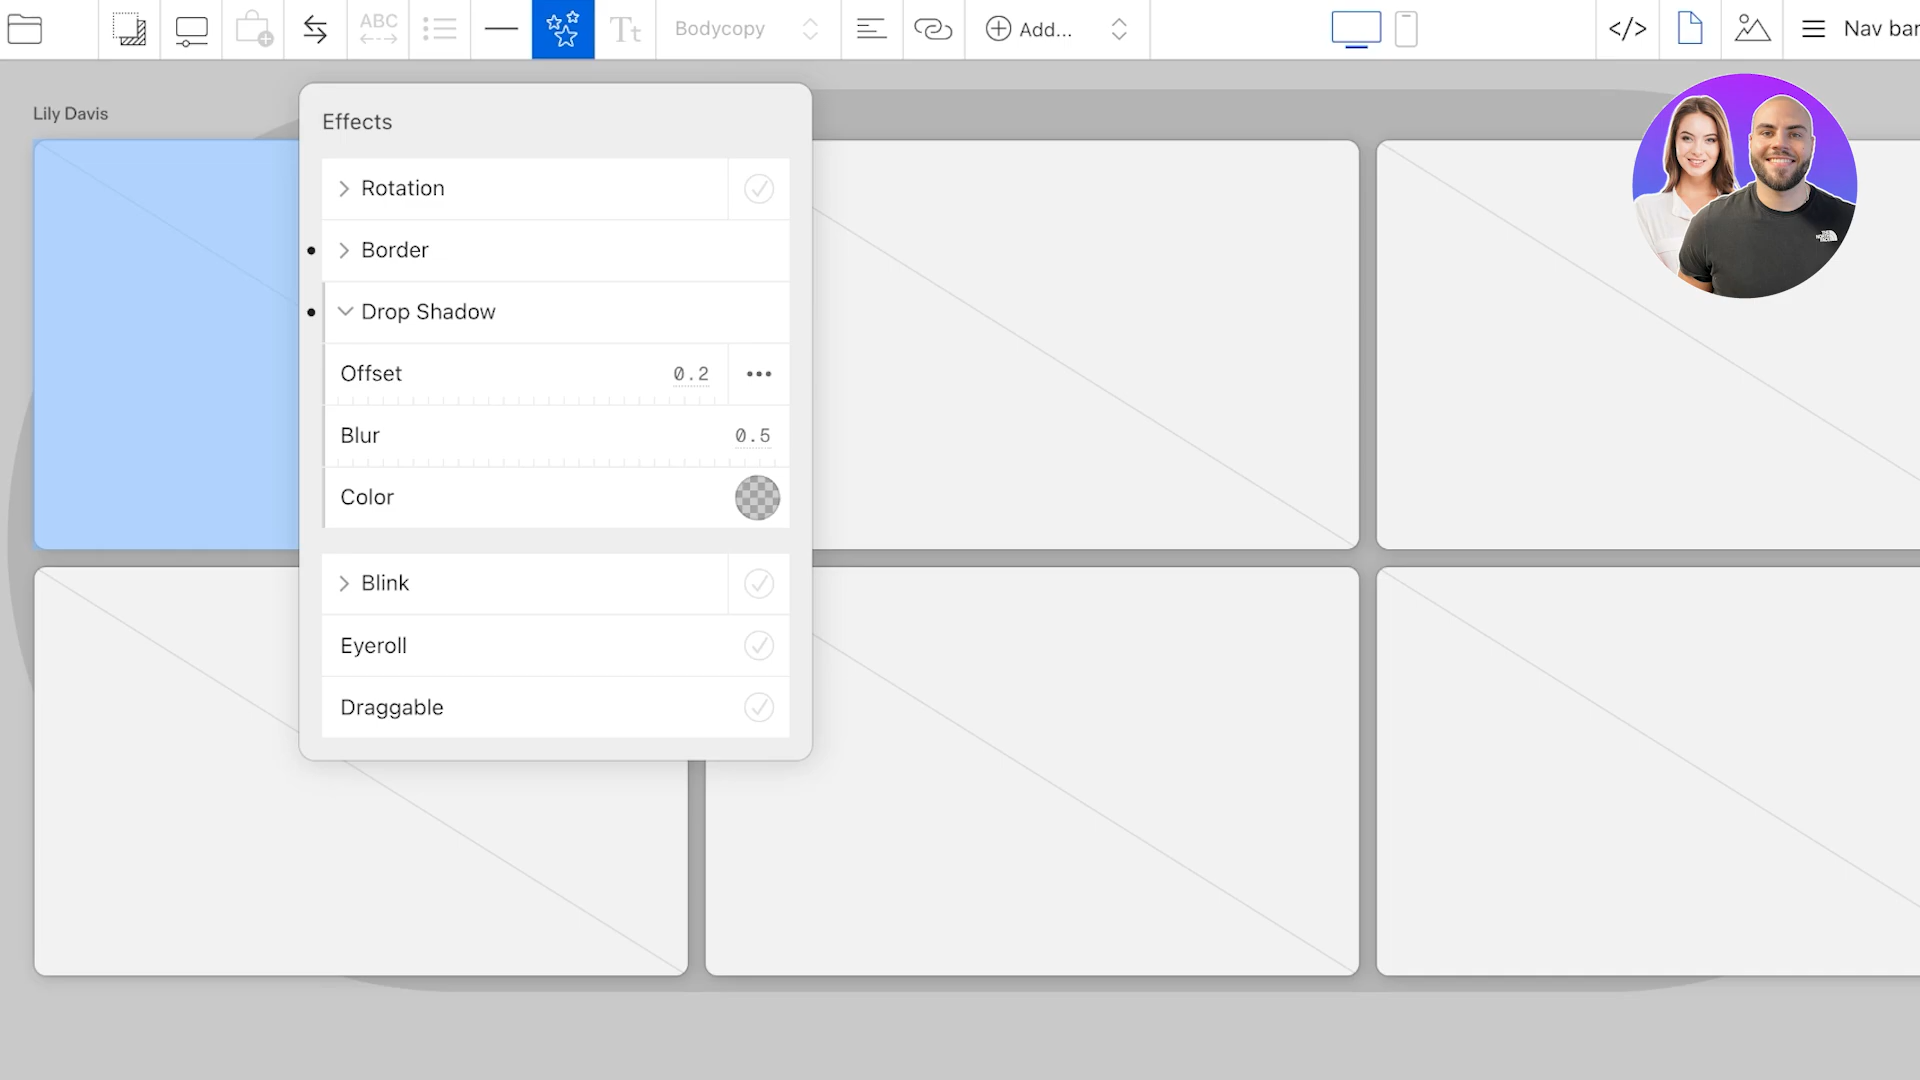 ABC
Tt
Bodycopy
Add...
</>
Nav bar
Lily Davis
Effects
Rotation
Border
Drop Shadow
Offset 0.2
Blur 0.5
Color
Blink
Eyeroll
Draggable